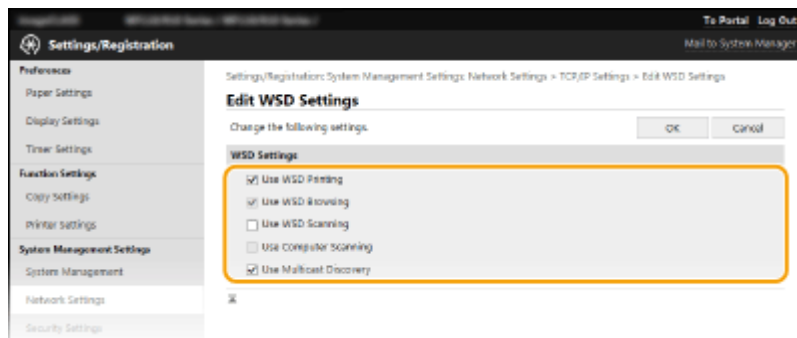 To Portal Log Out
Settings/Registration
Mail to System Manager
Preferences
Paper Settings
Display Settings
Timer Settings
Function Settings
Copy Settings
Printer Settings
System Management Settings
System Management
Network Settings
Security Settings
Settings/Registration: System Management Settings: Network Settings > TCP/IP Settings > Edit WSD Settings
Edit WSD Settings
Change the following settings.
OK
Cancel
WSD Settings
Use WSD Printing
Use WSD Browsing
Use WSD Scanning
Use Computer Scanning
Use Multicast Discovery